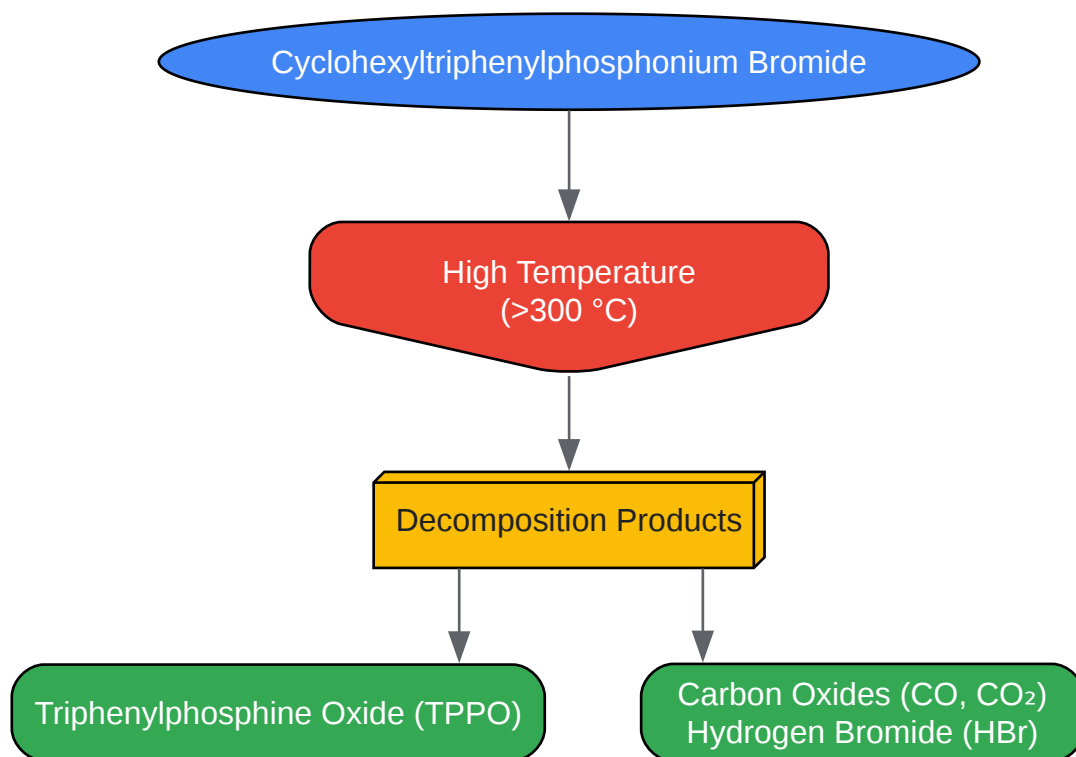 Cyclohexyltriphenylphosphonium Bromide
High Temperature
(>300 °C)
Decomposition Products
Triphenylphosphine Oxide (TPPO)
Carbon Oxides (CO, CO₂)
Hydrogen Bromide (HBr)